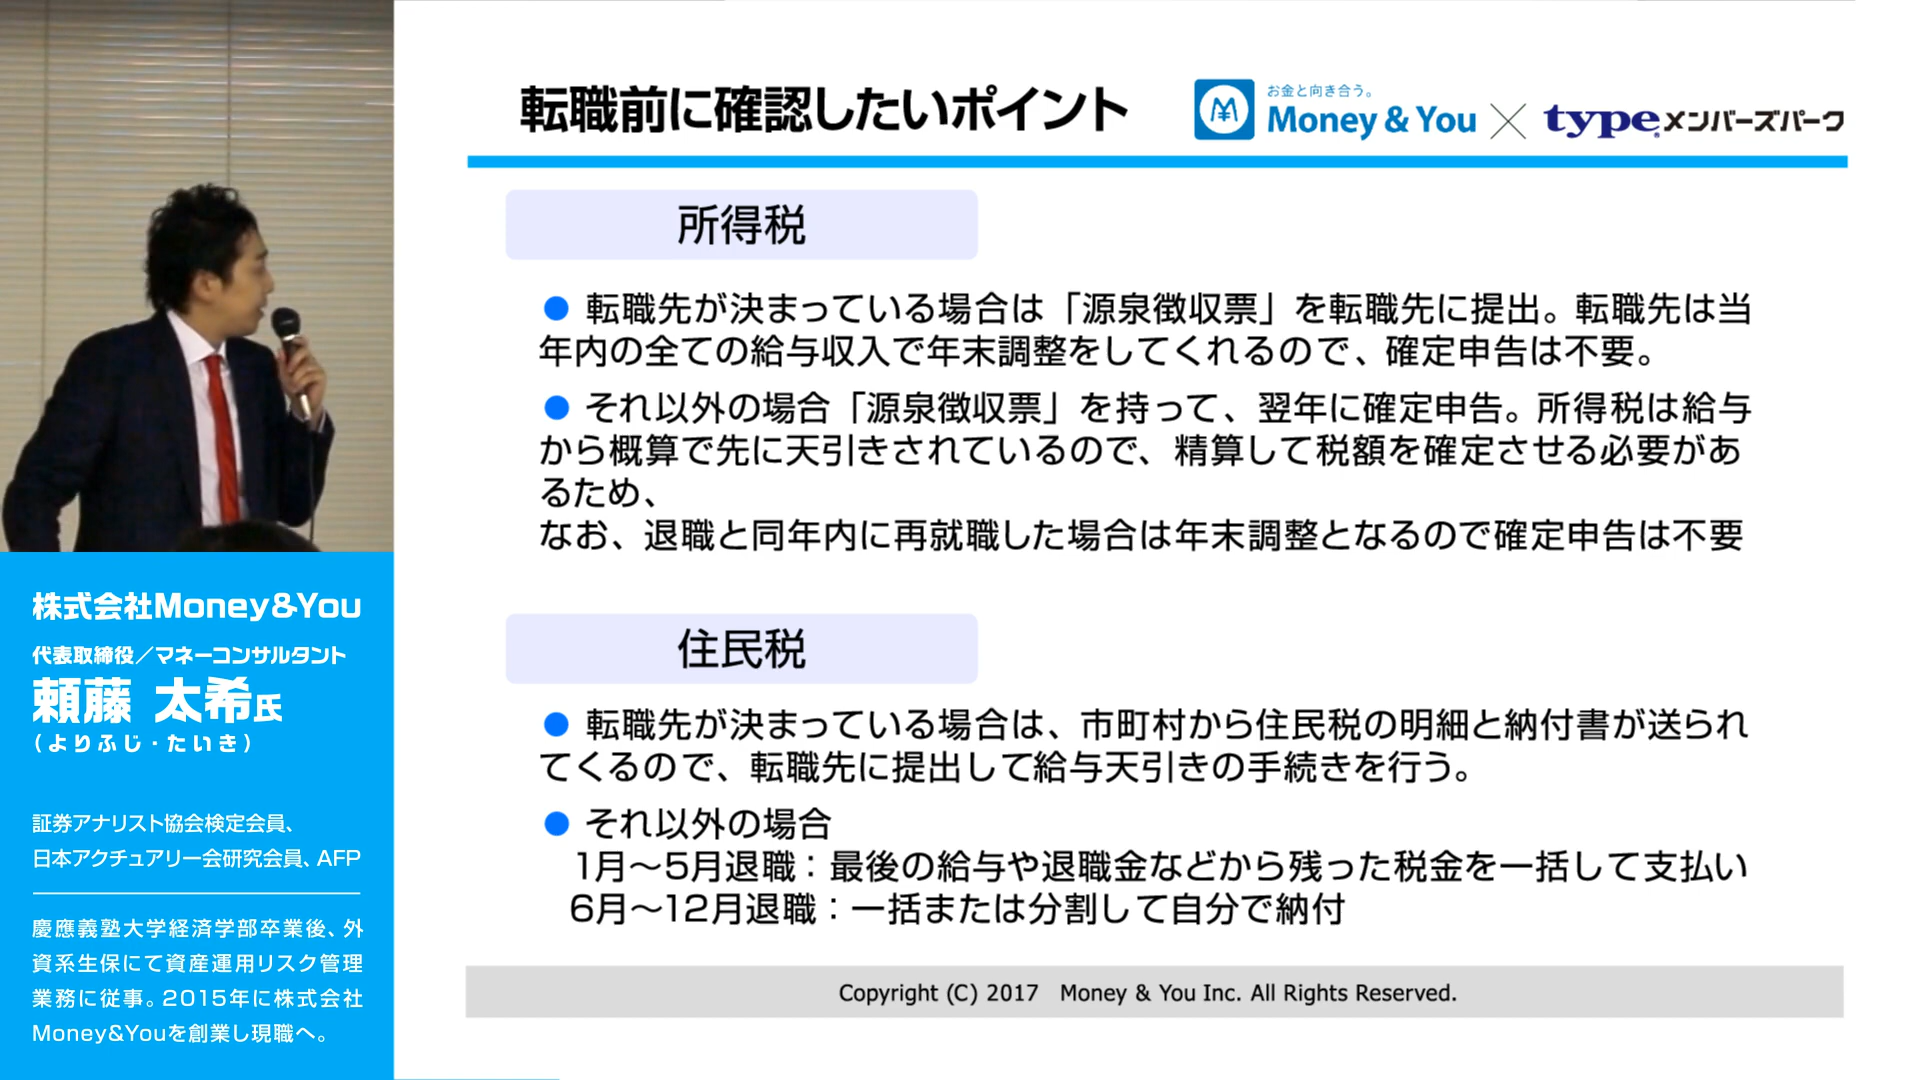 転職前に確認したいポイント
お金と向き合う。
Money & You × typeメンバーズパーク
所得税
● 転職先が決まっている場合は「源泉徴収票」を転職先に提出。転職先は当
年内の全ての給与収入で年末調整をしてくれるので、確定申告は不要。
● それ以外の場合「源泉徴収票」を持って、翌年に確定申告。所得税は給与
から概算で先に天引きされているので、精算して税額を確定させる必要があ
るため、
なお、退職と同年内に再就職した場合は年末調整となるので確定申告は不要
住民税
● 転職先が決まっている場合は、市町村から住民税の明細と納付書が送られ
てくるので、転職先に提出して給与天引きの手続きを行う。
● それ以外の場合
1月～5月退職：最後の給与や退職金などから残った税金を一括して支払い
6月～12月退職：一括または分割して自分で納付
Copyright (C) 2017 Money & You Inc. All Rights Reserved.
株式会社Money&You
代表取締役／マネーコンサルタント
頼藤 太希氏
（よりふじ・たいき）
証券アナリスト協会検定会員、
日本アクチュアリー会研究会員、AFP
慶應義塾大学経済学部卒業後、外
資系生保にて資産運用リスク管理
業務に従事。2015年に株式会社
Money&Youを創業し現職へ。